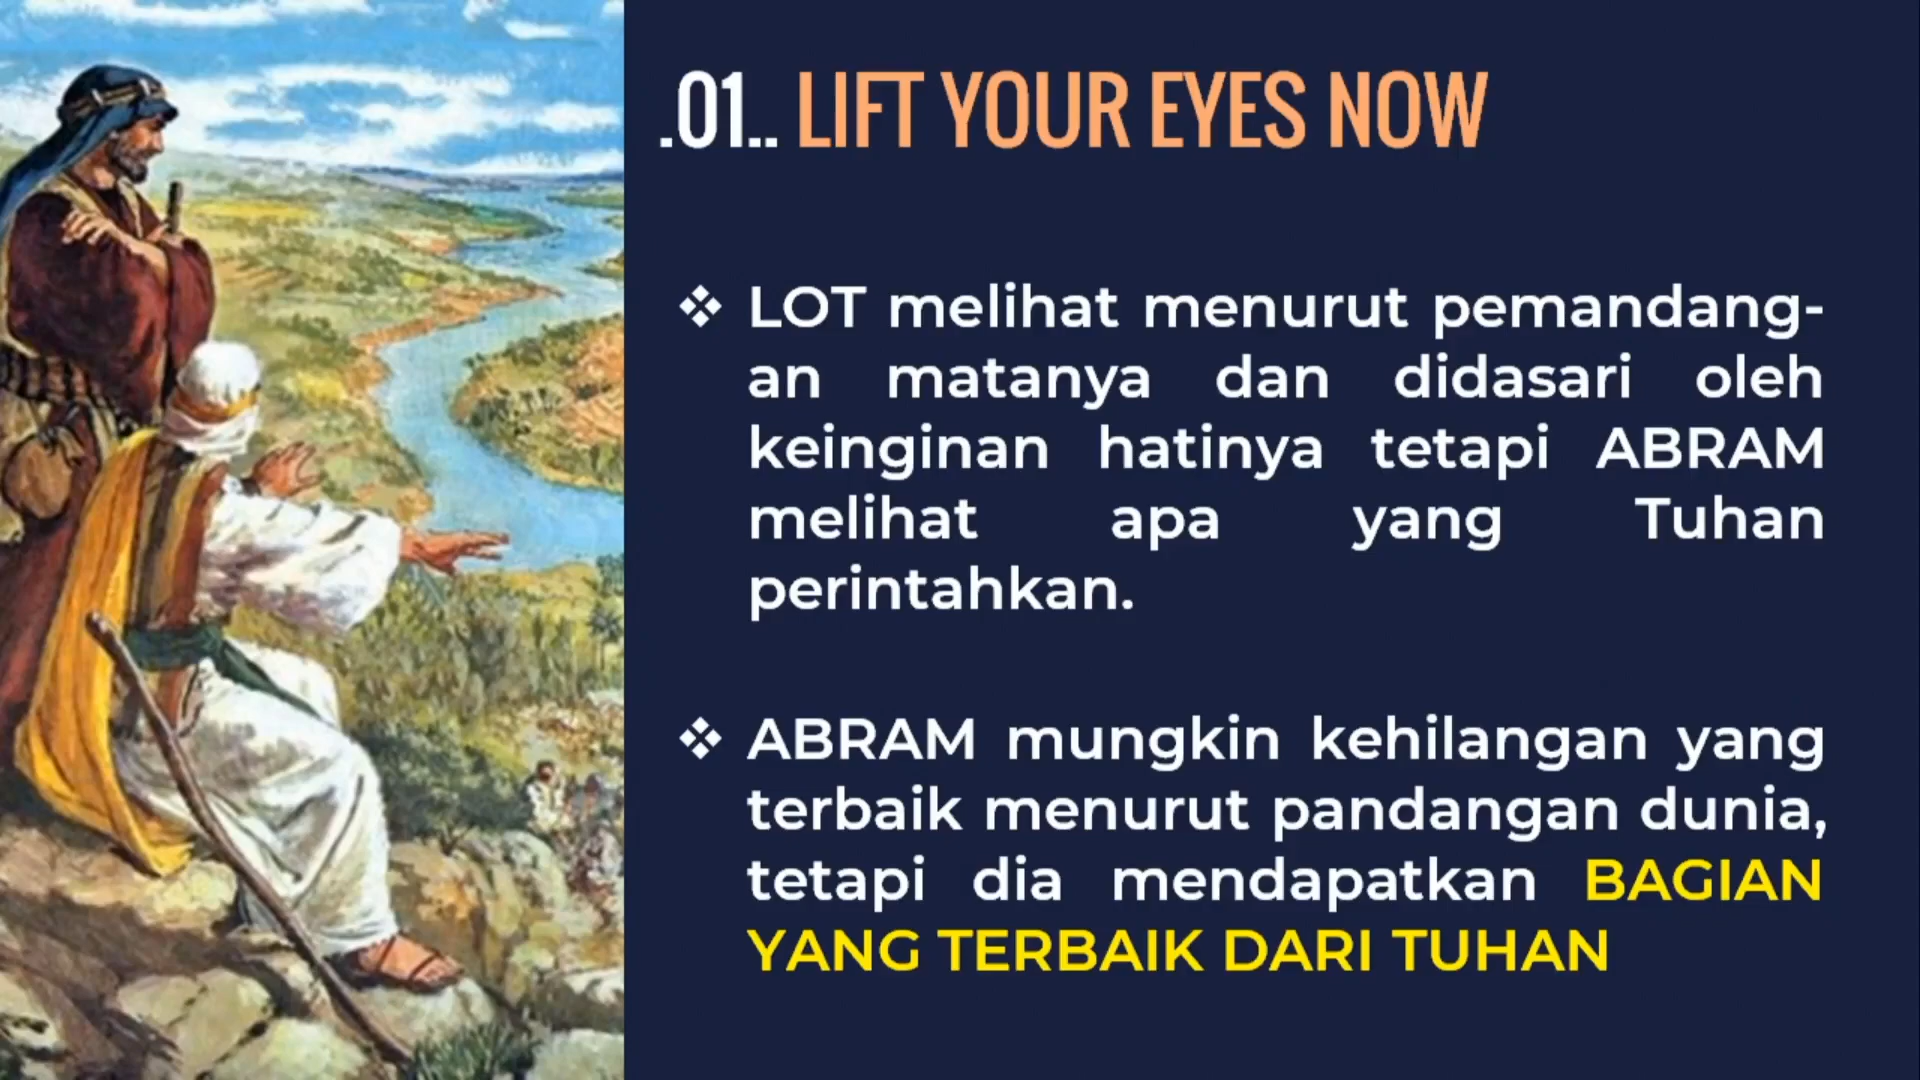 .01.. LIFT YOUR EYES NOW
❖ LOT melihat menurut pemandang-
an matanya dan didasari oleh
keinginan hatinya tetapi ABRAM
melihat apa yang Tuhan
perintahkan.
❖ ABRAM mungkin kehilangan yang
terbaik menurut pandangan dunia,
tetapi dia mendapatkan BAGIAN
YANG TERBAIK DARI TUHAN